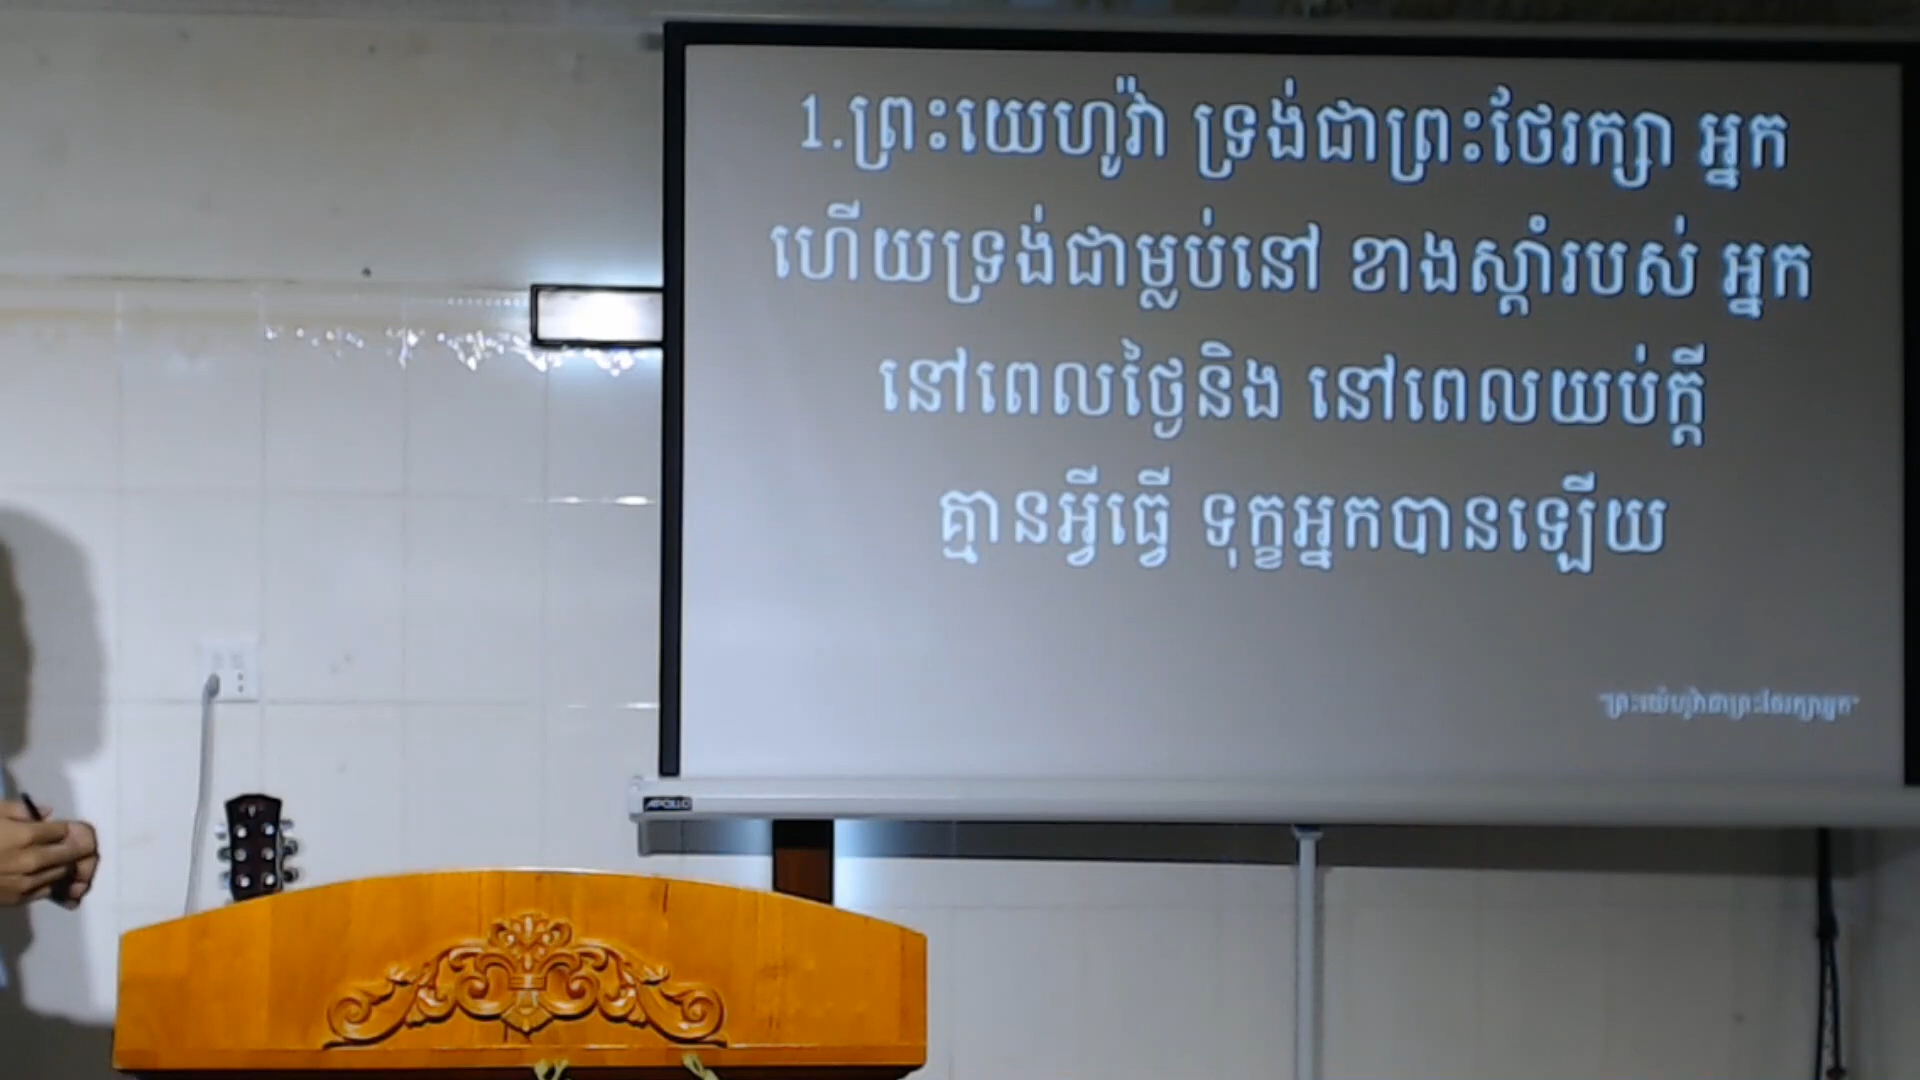 1.ព្រះយេហូវ៉ា ទ្រង់ជាព្រះថែរក្សា អ្នក
ហើយទ្រង់ជាម្លប់នៅ ខាងស្តាំរបស់ អ្នក
នៅពេលថ្ងៃនិង នៅពេលយប់ក្តី
គ្មានអ្វីធ្វើ ទុក្ខអ្នកបានឡើយ
"ព្រះយេហូវ៉ាជាព្រះថែរក្សាអ្នក"
APOLLO